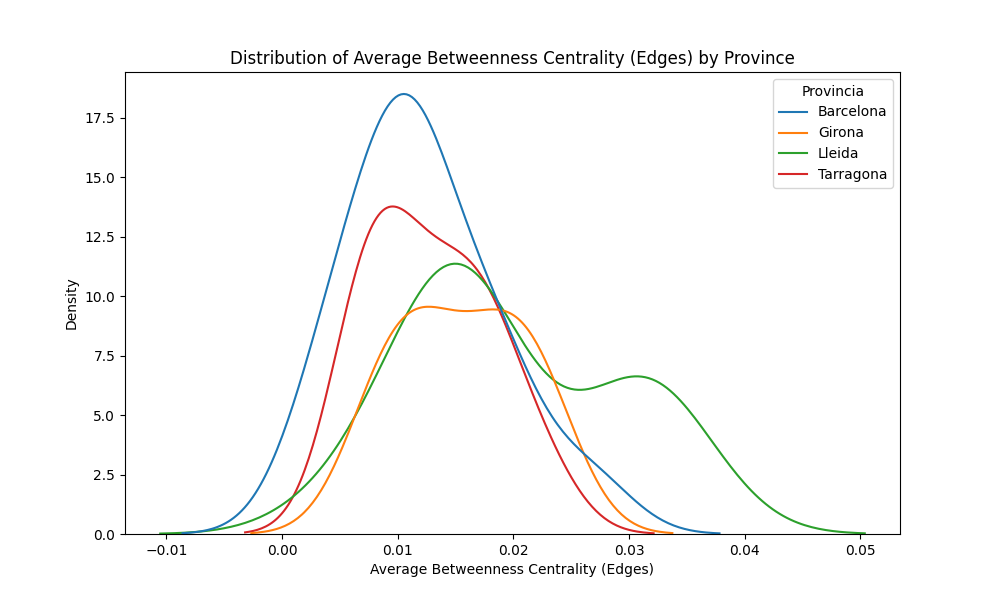 Distribution of Average Betweenness Centrality (Edges) by Province
Provincia
Barcelona
Girona
Lleida
Tarragona
Density
17.5
15.0
12.5
10.0
7.5
5.0
2.5
0.0
−0.01 0.00 0.01 0.02 0.03 0.04 0.05
Average Betweenness Centrality (Edges)